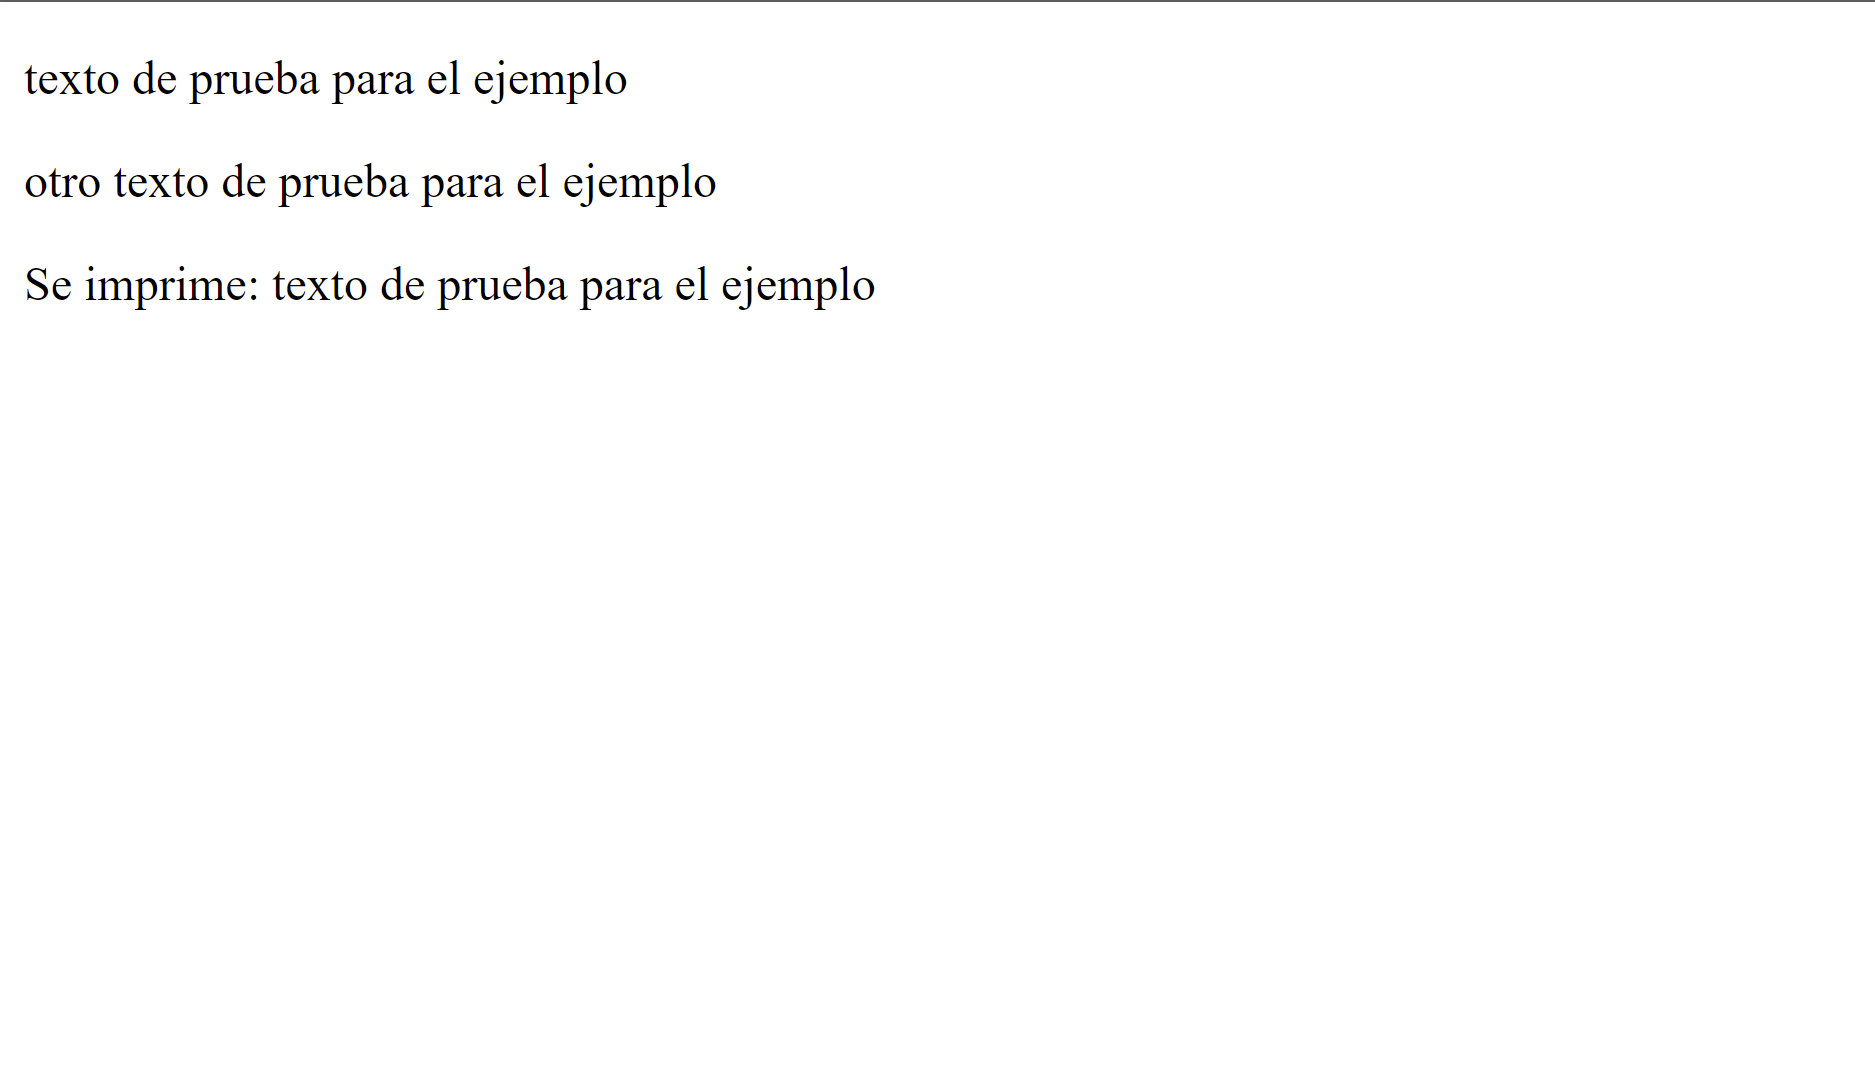 texto de prueba para el ejemplo
otro texto de prueba para el ejemplo
Se imprime: texto de prueba para el ejemplo